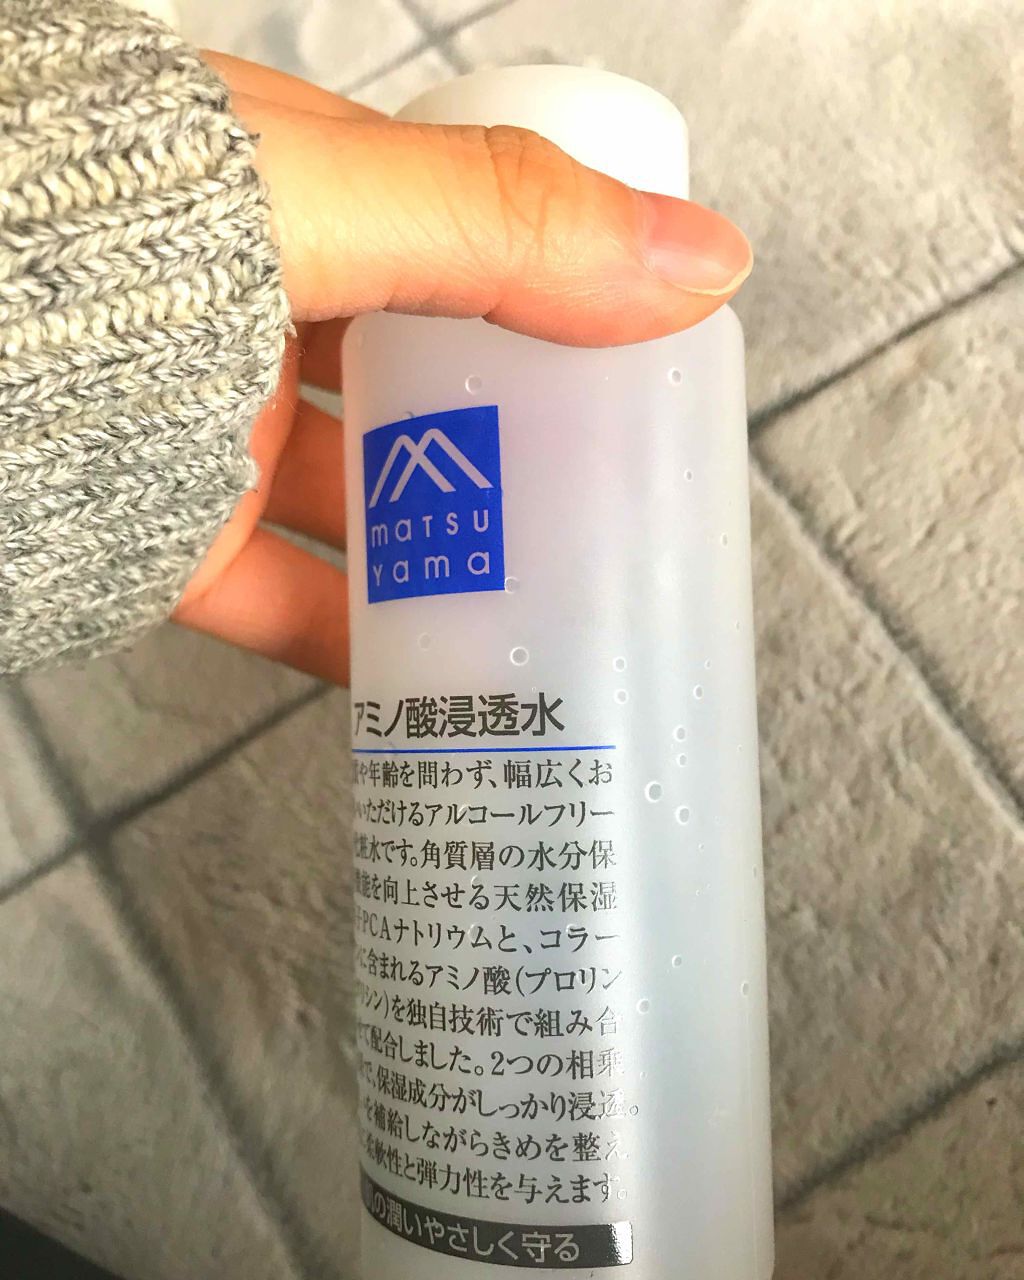 maTSU
Yama
アミノ酸浸透水
や年齢を問わず、幅広くお
いただけるアルコールフリー
化粧水です。角質層の水分保
機能を向上させる天然保湿
子PCAナトリウムと、コラー
に含まれるアミノ酸(プロリン
リシン)を独自技術で組み合
て配合しました。2つの相乗
で、保湿成分がしっかり浸透。
を補給しながらきめを整え
柔軟性と弾力性を与えます。
肌の潤いやさしく守る